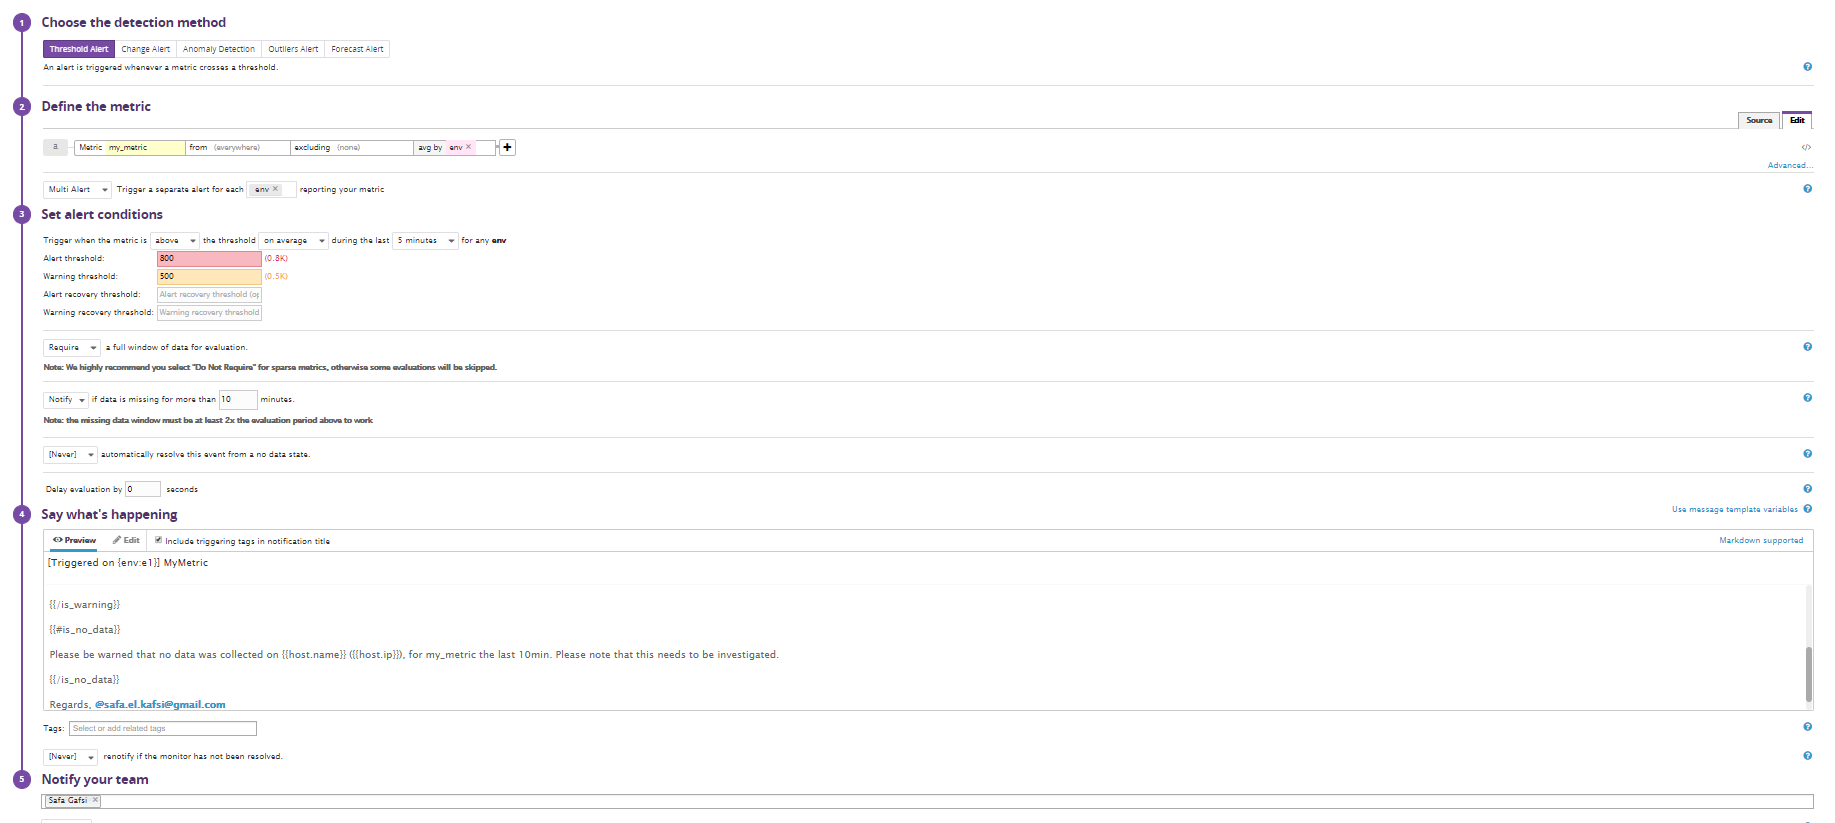 1 Choose the detection method
Threshold Alert Change Alert Anomaly Detection Outliers Alert Forecast Alert
An alert is triggered whenever a metric crosses a threshold.
2 Define the metric
Source Edit
a Metric my_metric from (everywhere) excluding (none) avg by env × +
</>
Advanced...
Multi Alert Trigger a separate alert for each env × reporting your metric
3 Set alert conditions
Trigger when the metric is above the threshold on average during the last 5 minutes for any env
Alert threshold: 800 (0.8K)
Warning threshold: 500 (0.5K)
Alert recovery threshold: Alert recovery threshold (op
Warning recovery threshold: Warning recovery threshold
Require a full window of data for evaluation.
Note: We highly recommend you select "Do Not Require" for sparse metrics, otherwise some evaluations will be skipped.
Notify if data is missing for more than 10 minutes.
Note: the missing data window must be at least 2x the evaluation period above to work
[Never] automatically resolve this event from a no data state.
Delay evaluation by 0 seconds
4 Say what's happening
Use message template variables
Preview Edit Include triggering tags in notification title Markdown supported
[Triggered on {env:e1}] MyMetric
{{/is_warning}}
{{#is_no_data}}
Please be warned that no data was collected on {{host.name}} ({{host.ip}}), for my_metric the last 10min. Please note that this needs to be investigated.
{{/is_no_data}}
Regards, @safa.el.kafsi@gmail.com
Tags: Select or add related tags
[Never] renotify if the monitor has not been resolved.
5 Notify your team
Safa Gafsi ×